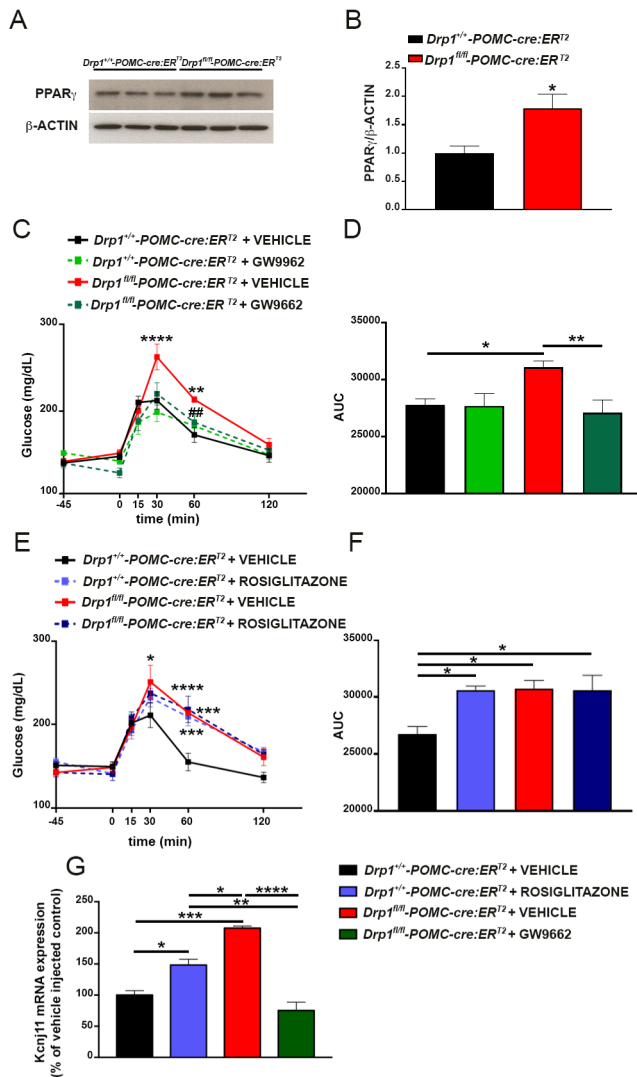 A
Drp1+/+-POMC-cre:ERT2 Drp1fl/fl-POMC-cre:ERT2
PPARγ
β-ACTIN
B
Drp1+/+-POMC-cre:ERT2
Drp1fl/fl-POMC-cre:ERT2
PPARγ/β-ACTIN
2.5
2.0
1.5
1.0
0.5
0.0
*
C
Drp1+/+-POMC-cre:ERT2 + VEHICLE
Drp1+/+-POMC-cre:ERT2 + GW9962
Drp1fl/fl-POMC-cre:ERT2 + VEHICLE
Drp1fl/fl-POMC-cre:ERT2 + GW9662
Glucose (mg/dL)
300
200
100
****
**
##
-45 0 15 30 60 120
time (min)
D
AUC
35000
30000
25000
20000
* **
E
Drp1+/+-POMC-cre:ERT2 + VEHICLE
Drp1+/+-POMC-cre:ERT2 + ROSIGLITAZONE
Drp1fl/fl-POMC-cre:ERT2 + VEHICLE
Drp1fl/fl-POMC-cre:ERT2 + ROSIGLITAZONE
Glucose (mg/dL)
300
200
100
*
****
***
***
-45 0 15 30 60 120
time (min)
F
AUC
35000
30000
25000
20000
*
*
*
G
Kcnj11 mRNA expression
(% of vehicle injected control)
250
200
150
100
50
0
* ****
**
***
*
Drp1+/+-POMC-cre:ERT2 + VEHICLE
Drp1+/+-POMC-cre:ERT2 + ROSIGLITAZONE
Drp1fl/fl-POMC-cre:ERT2 + VEHICLE
Drp1fl/fl-POMC-cre:ERT2 + GW9662